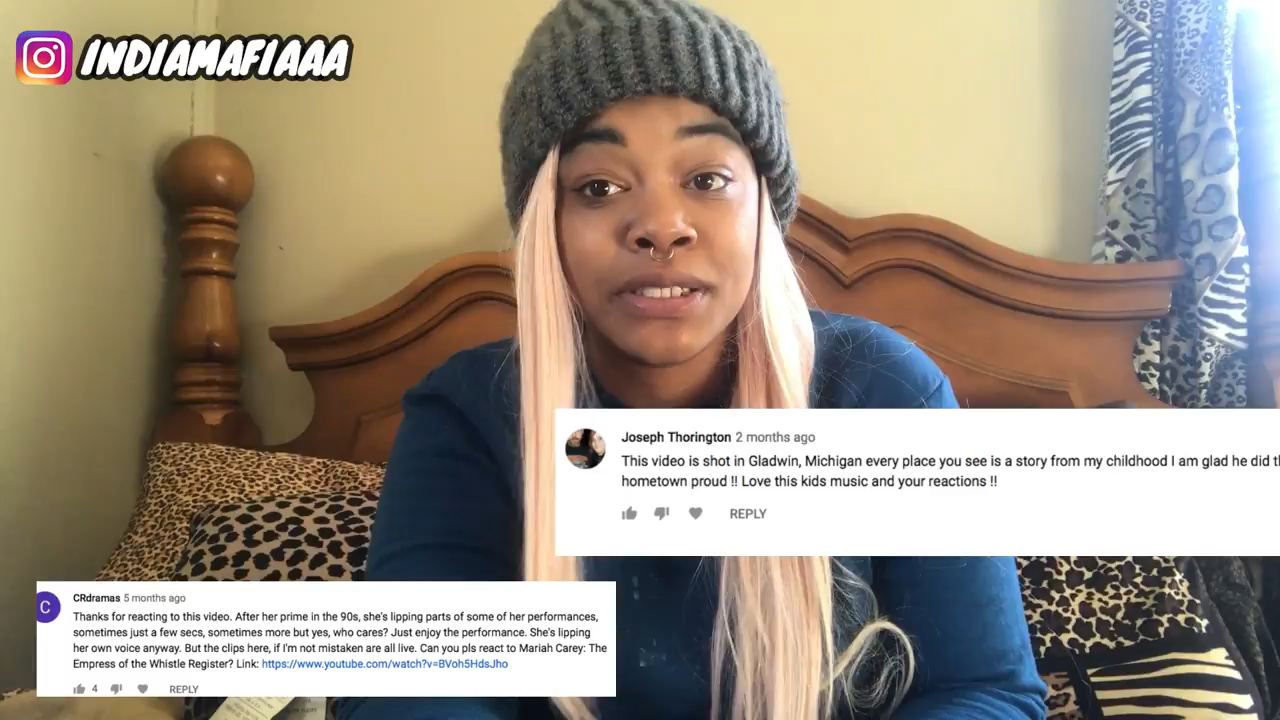 INDIAMAFIAAA
Joseph Thorington 2 months ago
This video is shot in Gladwin, Michigan every place you see is a story from my childhood I am glad he did
hometown proud !! Love this kids music and your reactions !!
REPLY
C
CRdramas 5 months ago
Thanks for reacting to this video. After her prime in the 90s, she's lipping parts of some of her performances,
sometimes just a few secs, sometimes more but yes, who cares? Just enjoy the performance. She's lipping
her own voice anyway. But the clips here, if I'm not mistaken are all live. Can you pls react to Mariah Carey: The
Empress of the Whistle Register? Link: https://www.youtube.com/watch?v=BVoh5HdsJho
4 REPLY